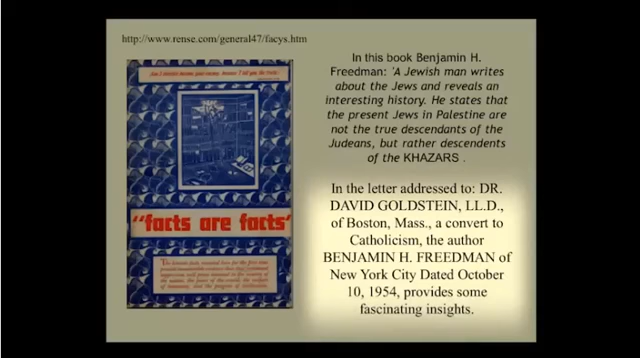 http://www.rense.com/general47/facys.htm
In this book Benjamin H.
Freedman: 'A Jewish man writes
about the Jews and reveals an
interesting history. He states that
the present Jews in Palestine are
not the true descendants of the
Judeans, but rather descendents
of the KHAZARS .
"facts are facts"
In the letter addressed to: DR.
DAVID GOLDSTEIN, LL.D.,
of Boston, Mass., a convert to
Catholicism, the author
BENJAMIN H. FREEDMAN of
New York City Dated October
10, 1954, provides some
fascinating insights.